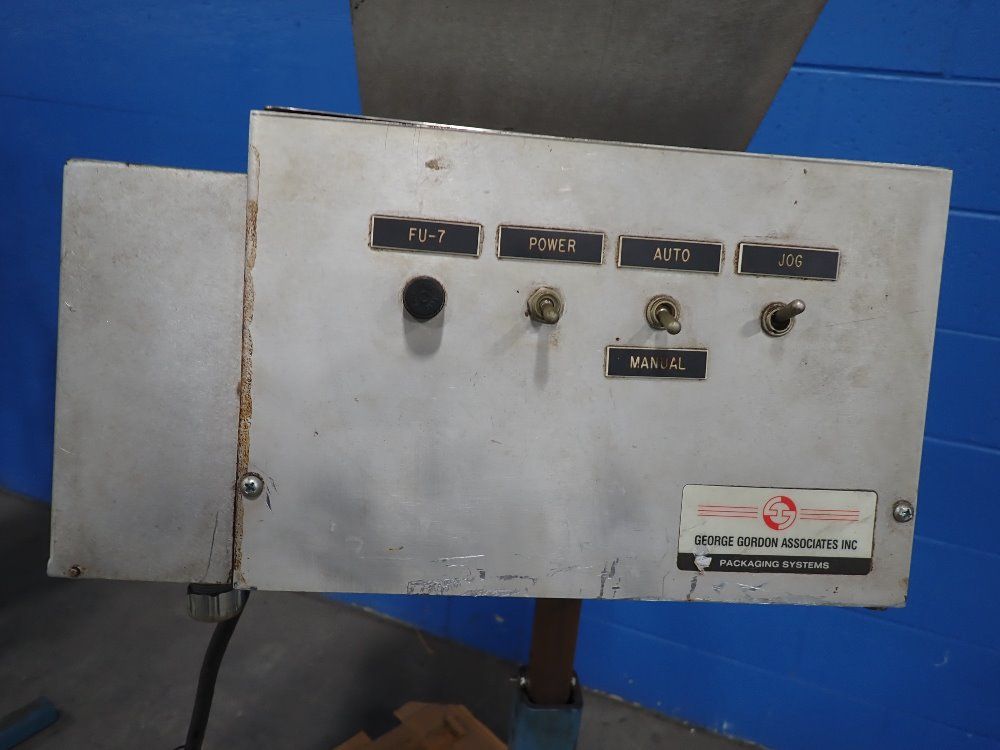 FU-7
POWER
AUTO
JOG
MANUAL
GEORGE GORDON ASSOCIATES INC
PACKAGING SYSTEMS